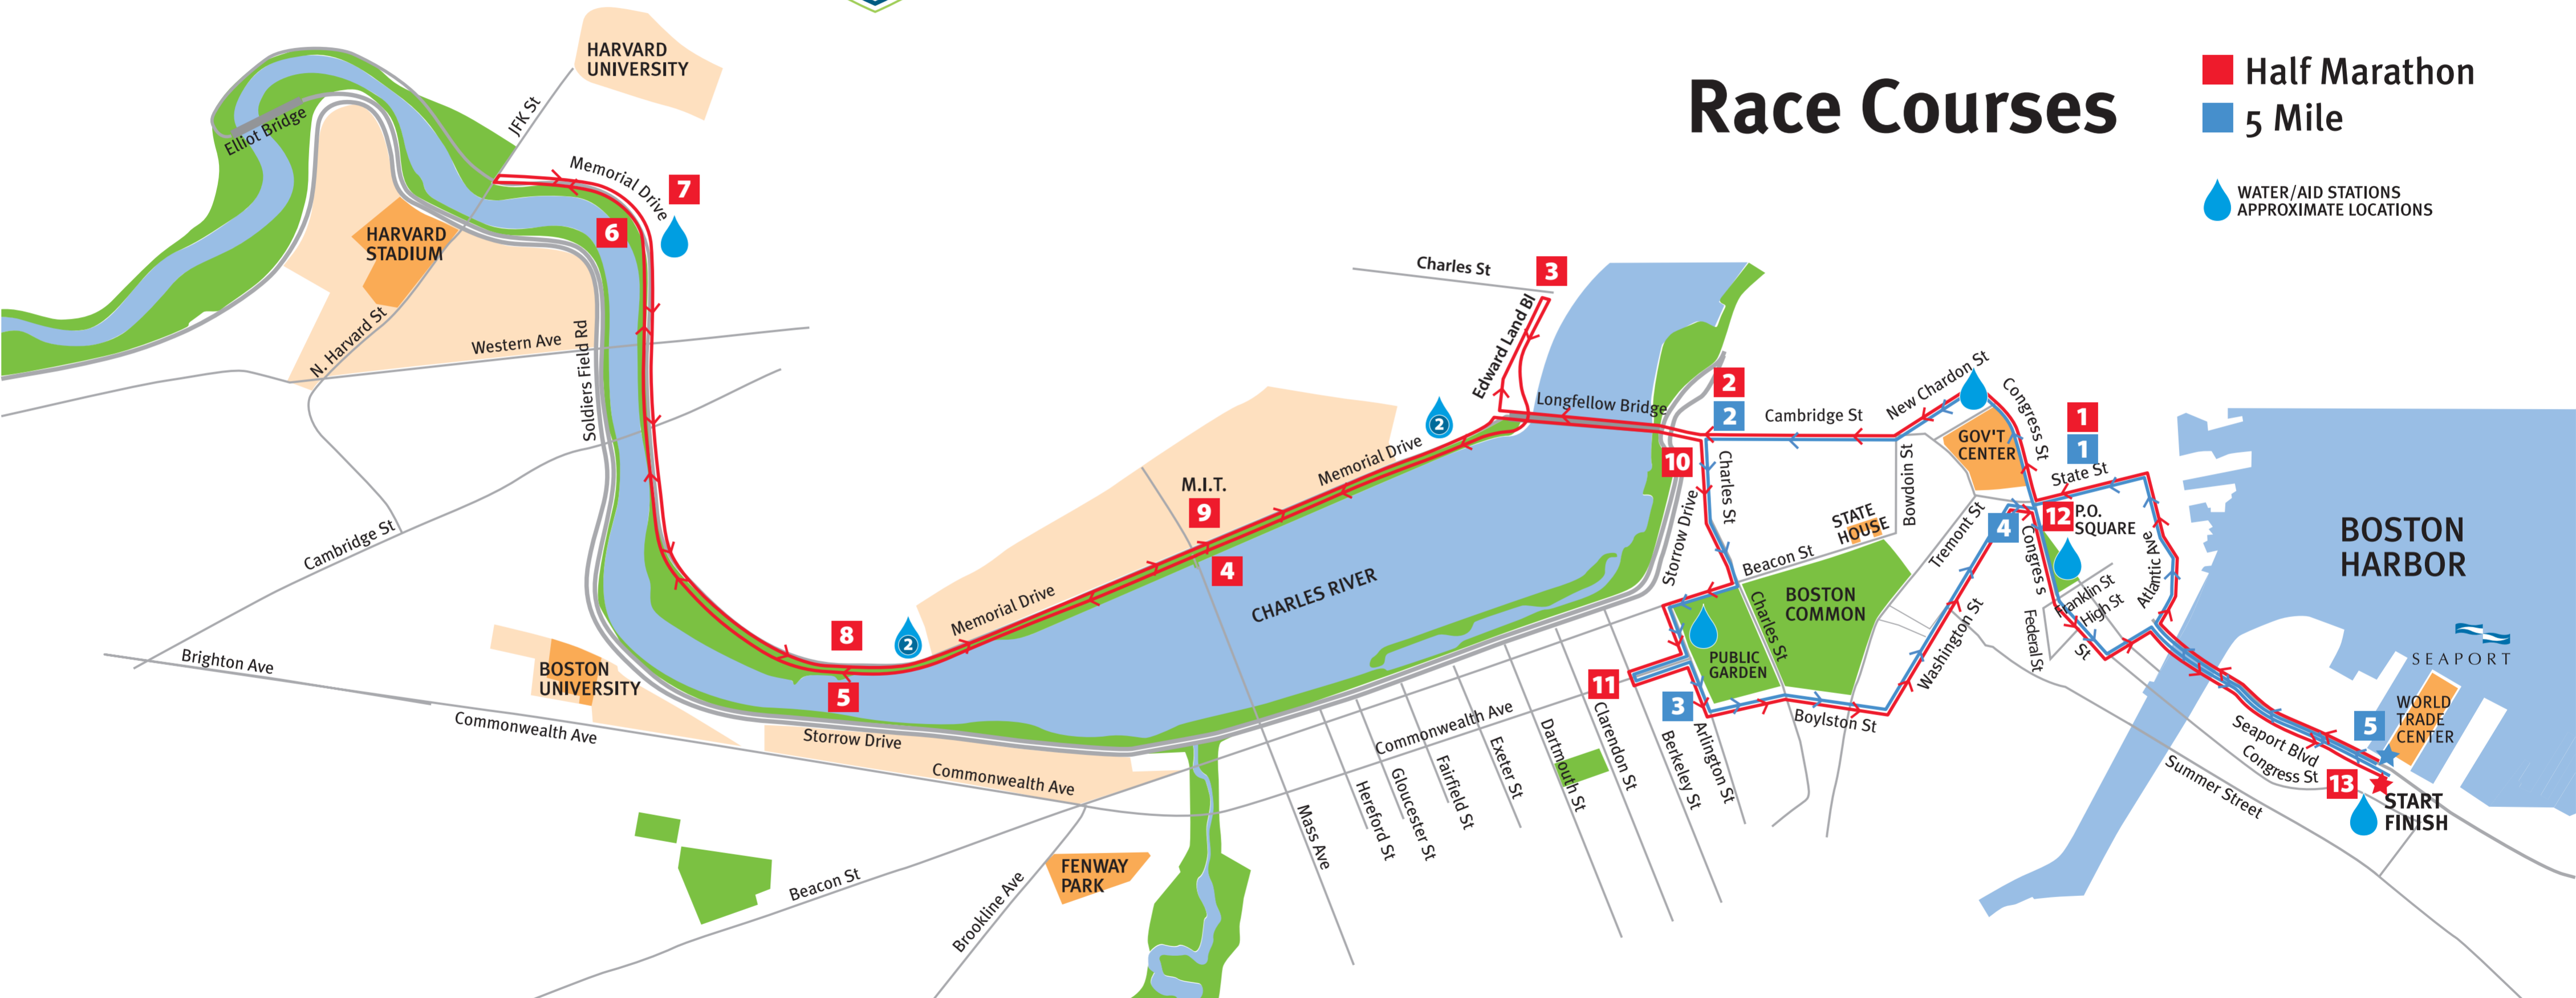 Race Courses
Half Marathon
5 Mile
WATER/AID STATIONS
APPROXIMATE LOCATIONS
HARVARD
UNIVERSITY
JFK St
Elliot Bridge
Memorial Drive
7
6
HARVARD
STADIUM
N. Harvard St
Western Ave
Soldiers Field Rd
Cambridge St
Brighton Ave
Commonwealth Ave
BOSTON
UNIVERSITY
8
5
2
Memorial Drive
M.I.T.
9
4
Memorial Drive
2
CHARLES RIVER
Storrow Drive
Commonwealth Ave
Beacon St
Brookline Ave
FENWAY
PARK
Mass Ave
Hereford St
Gloucester St
Fairfield St
Exeter St
Dartmouth St
Clarendon St
Berkeley St
Arlington St
Commonwealth Ave
Charles St
3
Edward Land Bl
Longfellow Bridge
2
2
10
Charles St
Storrow Drive
Cambridge St
New Chardon St
Congress St
GOV'T
CENTER
1
1
State St
Bowdoin St
STATE
HOUSE
Beacon St
BOSTON
COMMON
Charles St
PUBLIC
GARDEN
11
3
Boylston St
Tremont St
Washington St
4
12
P.O.
SQUARE
Congres s
St
Federal St
Franklin St
High St
Atlantic Ave
BOSTON
HARBOR
SEAPORT
WORLD
TRADE
CENTER
5
Seaport Blvd
Congress St
Summer Street
13
START
FINISH